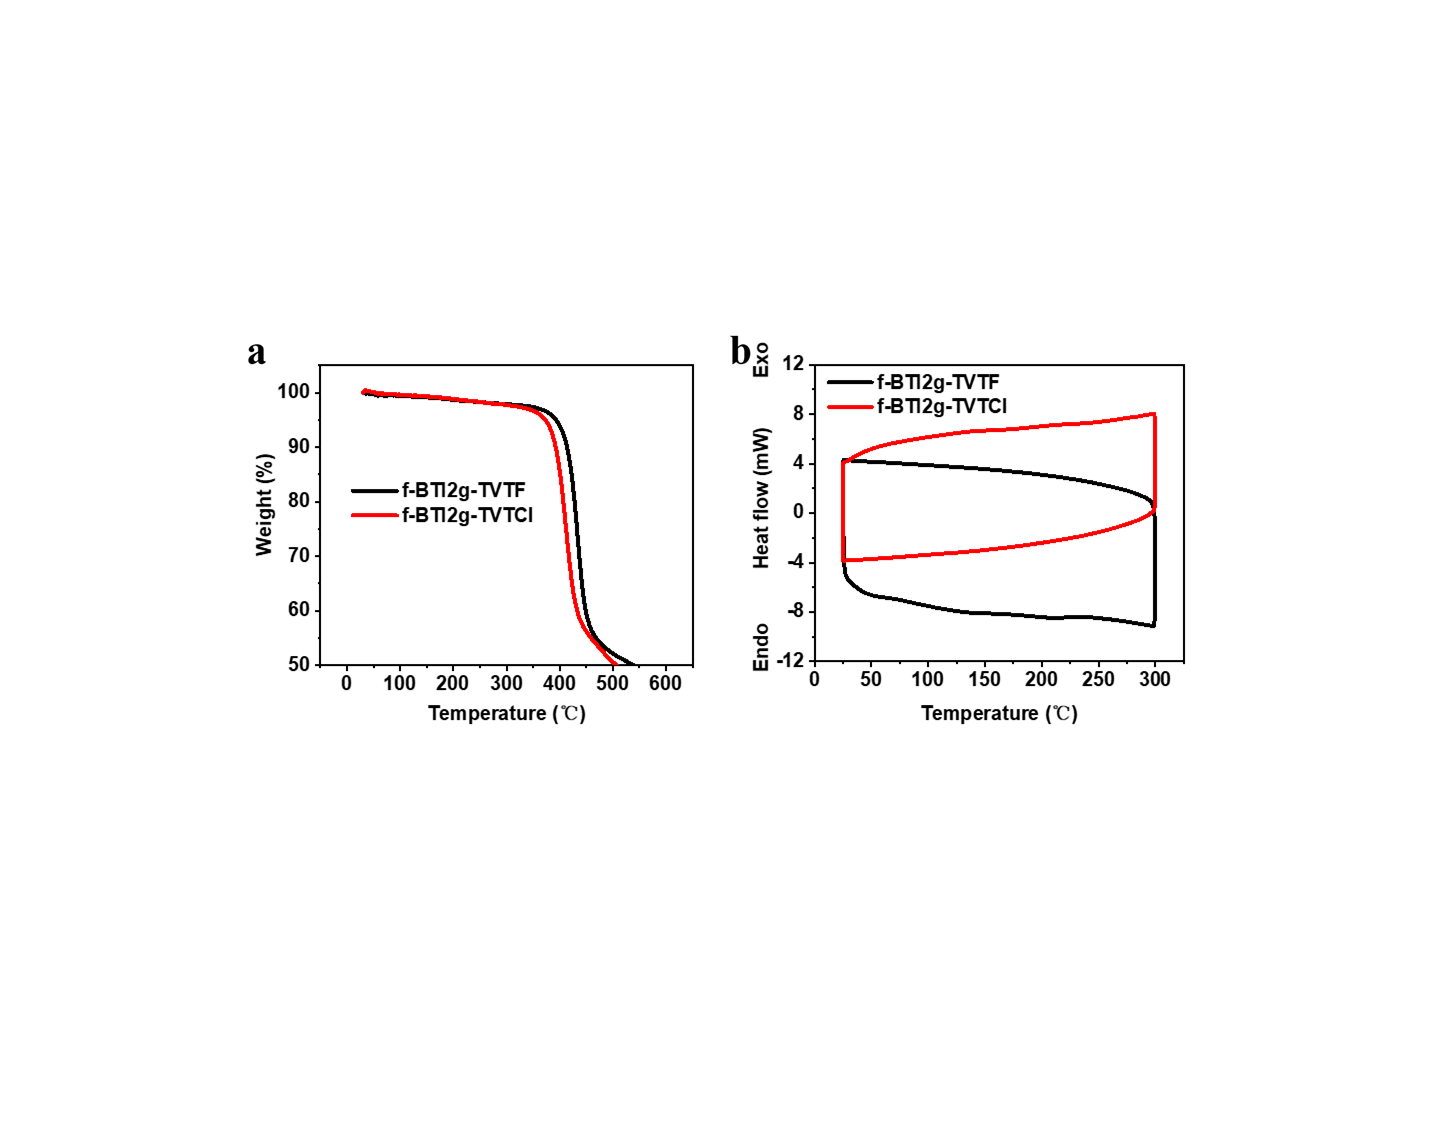 a
100
90
80
70
60
50
Weight (%)
f-BTI2g-TVTF
f-BTI2g-TVTCl
0 100 200 300 400 500 600
Temperature (℃)
b
Exo
Heat flow (mW)
Endo
12
8
4
0
-4
-8
-12
f-BTI2g-TVTF
f-BTI2g-TVTCl
0 50 100 150 200 250 300
Temperature (℃)